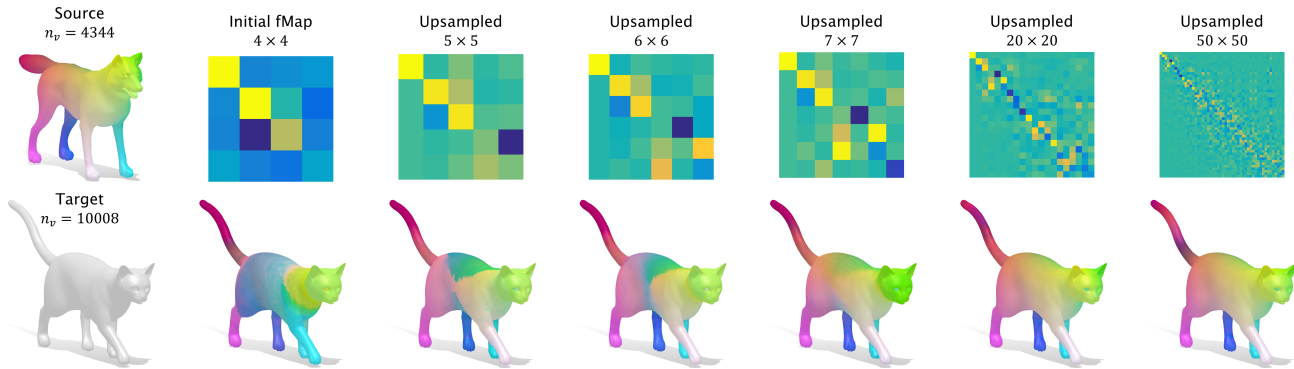 Source
n_v = 4344
Initial fMap
4 × 4
Upsampled
5 × 5
Upsampled
6 × 6
Upsampled
7 × 7
Upsampled
20 × 20
Upsampled
50 × 50
Target
n_v = 10008